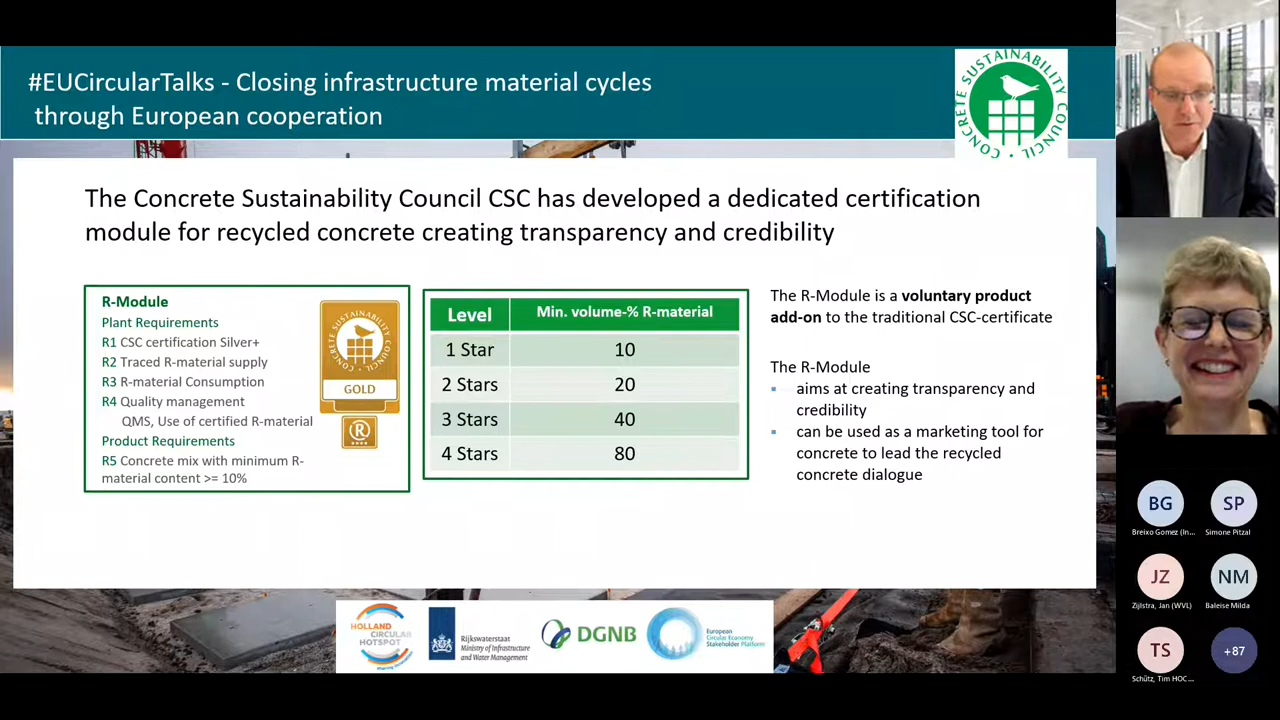 #EUCircularTalks - Closing infrastructure material cycles
through European cooperation
CONCRETE SUSTAINABILITY COUNCIL
The Concrete Sustainability Council CSC has developed a dedicated certification
module for recycled concrete creating transparency and credibility
R-Module
Plant Requirements
R1 CSC certification Silver+
R2 Traced R-material supply
R3 R-material Consumption
R4 Quality management
QMS, Use of certified R-material
Product Requirements
R5 Concrete mix with minimum R-
material content >= 10%
CONCRETE SUSTAINABILITY COUNCIL
GOLD
R
Level Min. volume-% R-material
1 Star 10
2 Stars 20
3 Stars 40
4 Stars 80
The R-Module is a voluntary product
add-on to the traditional CSC-certificate
The R-Module
▪ aims at creating transparency and
credibility
▪ can be used as a marketing tool for
concrete to lead the recycled
concrete dialogue
HOLLAND
CIRCULAR
HOTSPOT
Rijkswaterstaat
Ministry of Infrastructure
and Water Management
DGNB
European
Circular Economy
Stakeholder Platform
BG
Breixo Gomez (In...
SP
Simone Pitzal
JZ
Zijlstra, Jan (WVL)
NM
Baleise Milda
TS
Schütz, Tim HOC...
+87